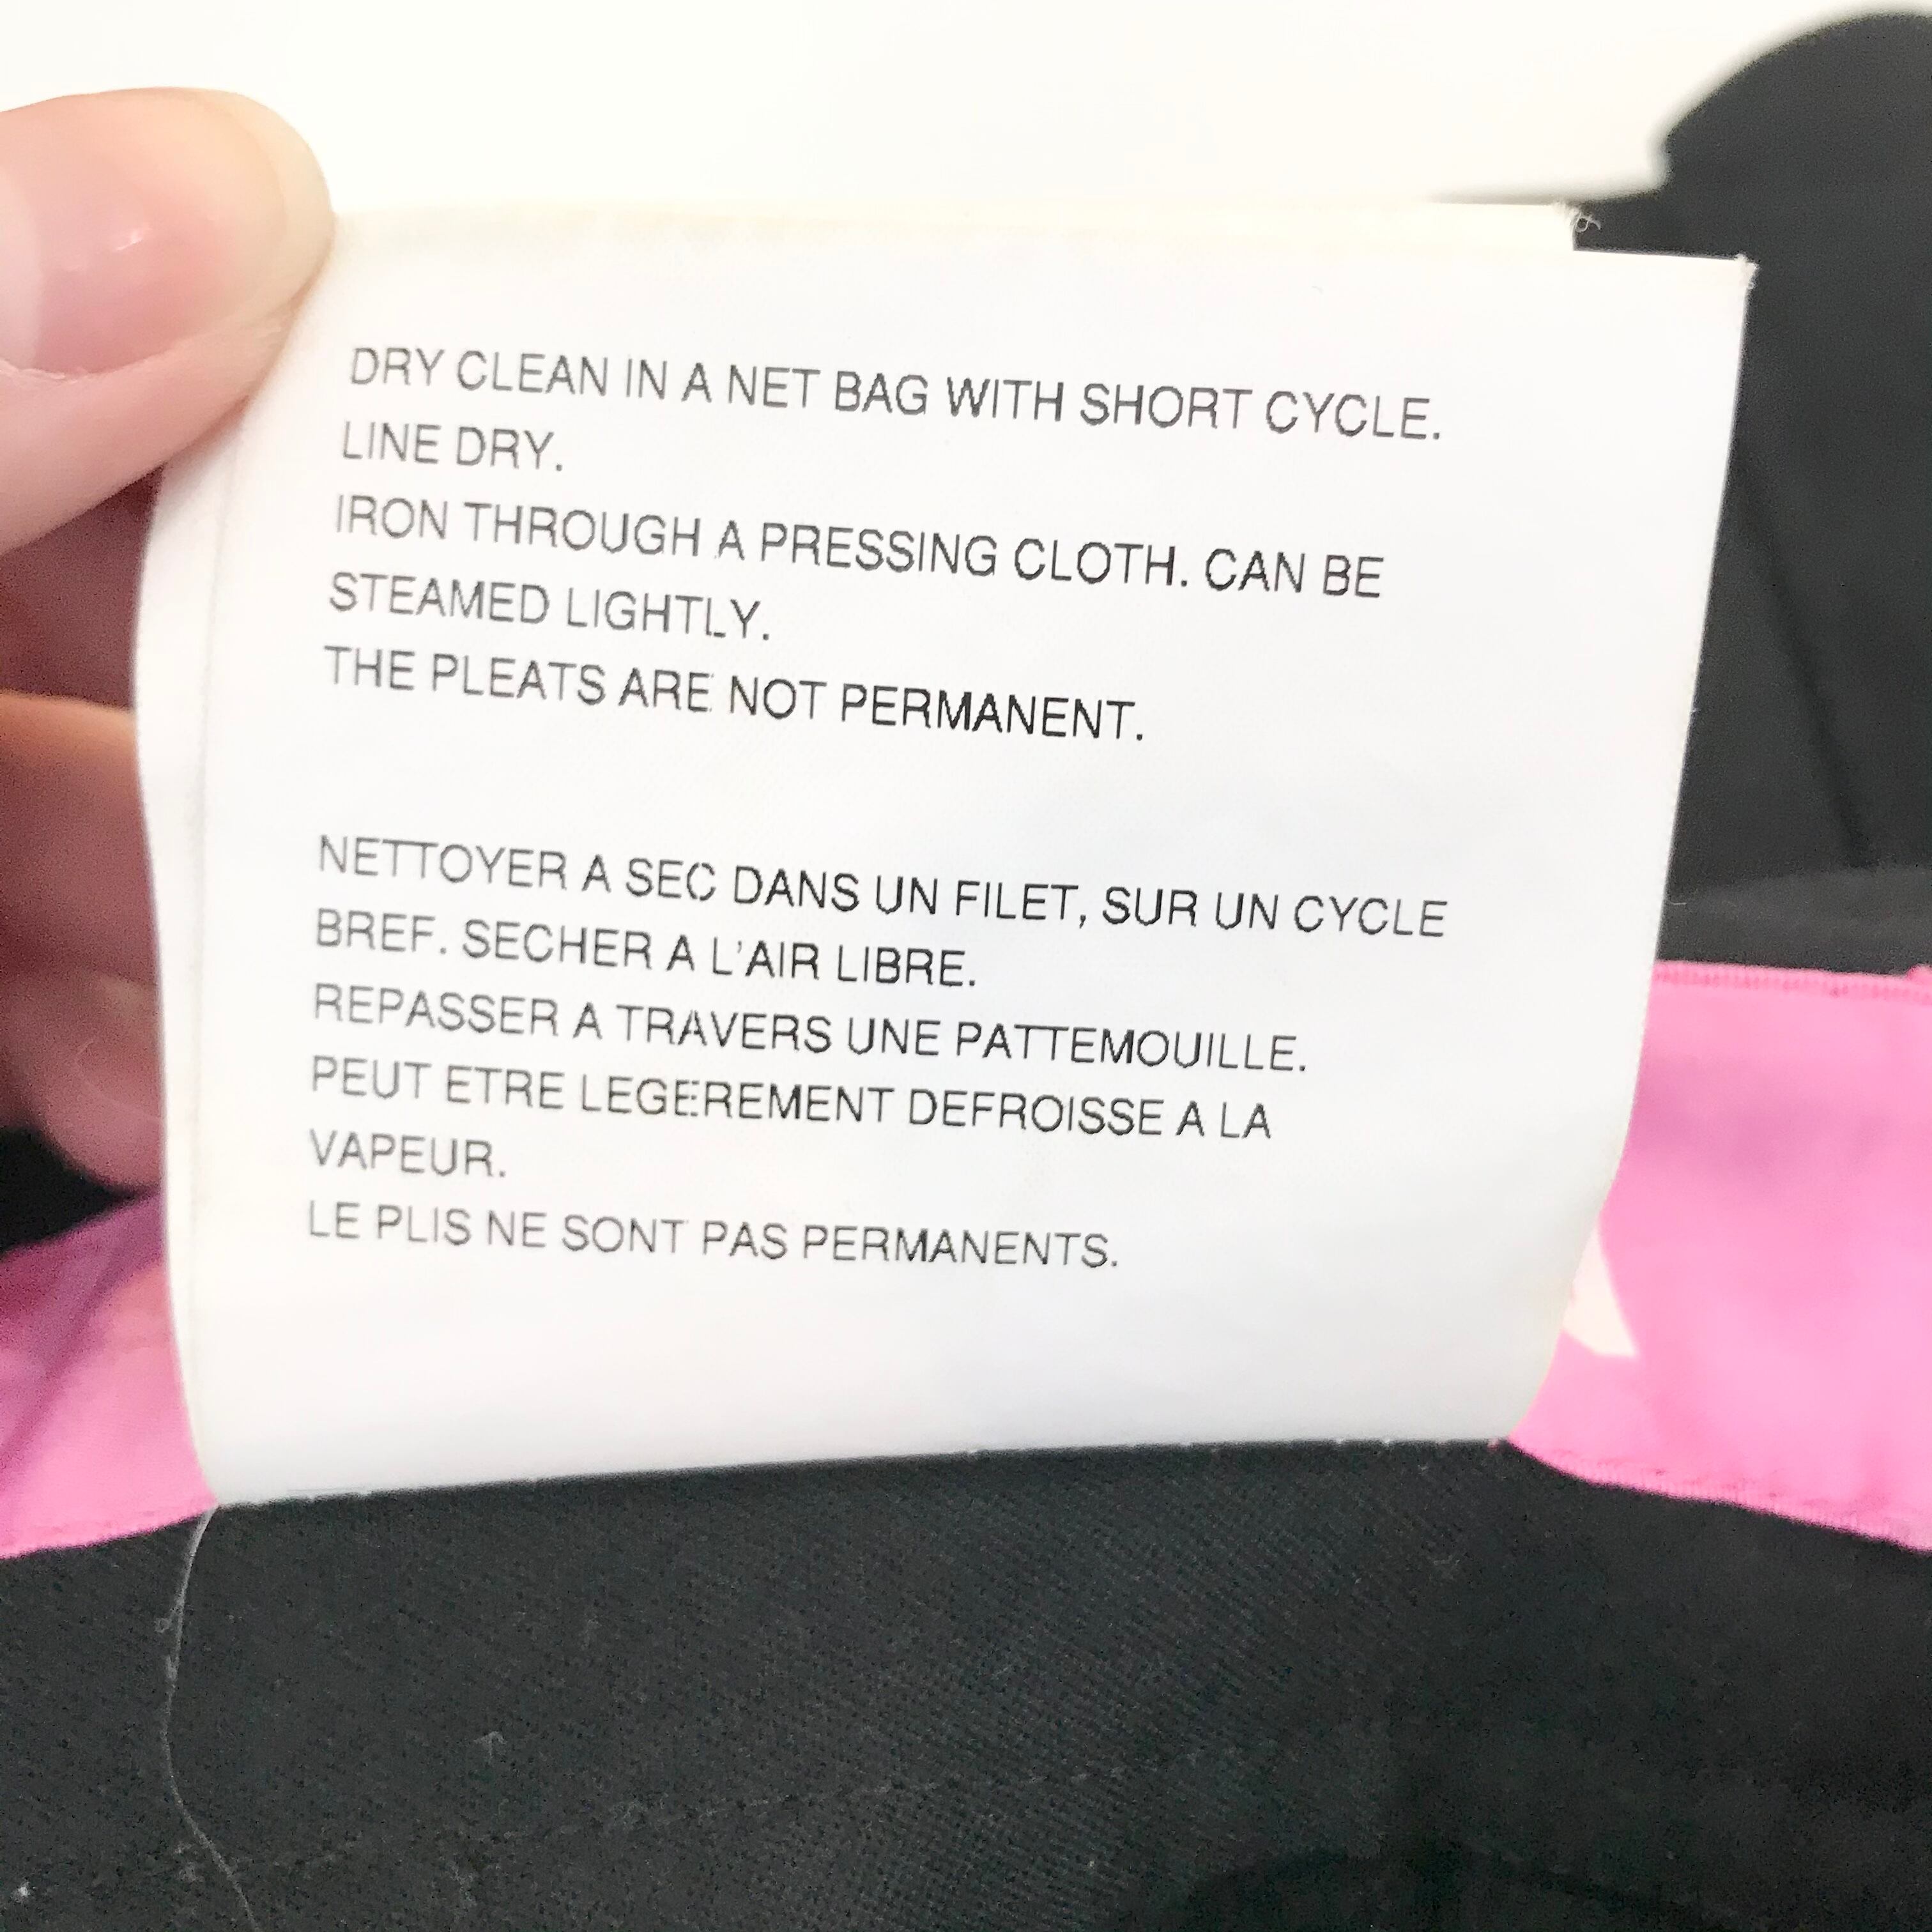 DRY CLEAN IN A NET BAG WITH SHORT CYCLE.
LINE DRY.
IRON THROUGH A PRESSING CLOTH. CAN BE
STEAMED LIGHTLY.
THE PLEATS ARE NOT PERMANENT.
NETTOYER A SEC DANS UN FILET, SUR UN CYCLE
BREF. SECHER A L'AIR LIBRE.
REPASSER A TRAVERS UNE PATTEMOUILLE.
PEUT ETRE LEGEREMENT DEFROISSE A LA
VAPEUR.
LE PLIS NE SONT PAS PERMANENTS.